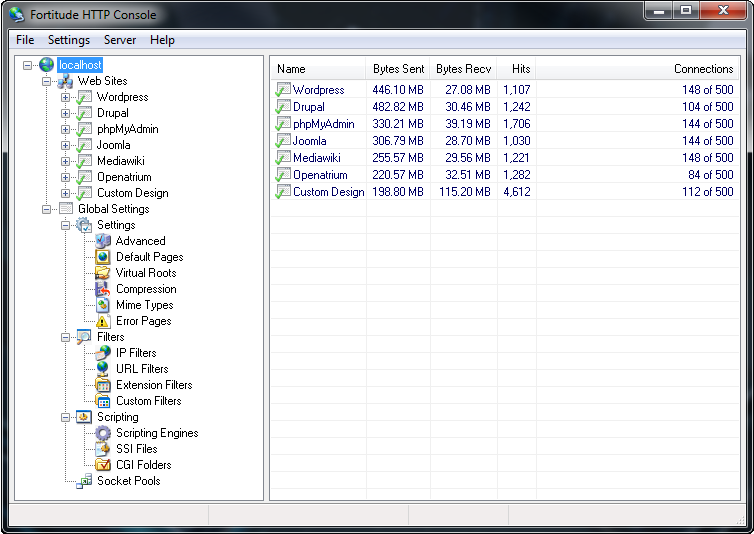 Fortitude HTTP Console
File Settings Server Help
localhost
Web Sites
Wordpress
Drupal
phpMyAdmin
Joomla
Mediawiki
Openatrium
Custom Design
Global Settings
Settings
Advanced
Default Pages
Virtual Roots
Compression
Mime Types
Error Pages
Filters
IP Filters
URL Filters
Extension Filters
Custom Filters
Scripting
Scripting Engines
SSI Files
CGI Folders
Socket Pools
Name Bytes Sent Bytes Recv Hits Connections
Wordpress 446.10 MB 27.08 MB 1,107 148 of 500
Drupal 482.82 MB 30.46 MB 1,242 104 of 500
phpMyAdmin 330.21 MB 39.19 MB 1,706 144 of 500
Joomla 306.79 MB 28.70 MB 1,030 144 of 500
Mediawiki 255.57 MB 29.56 MB 1,221 148 of 500
Openatrium 220.57 MB 32.51 MB 1,282 84 of 500
Custom Design 198.80 MB 115.20 MB 4,612 112 of 500